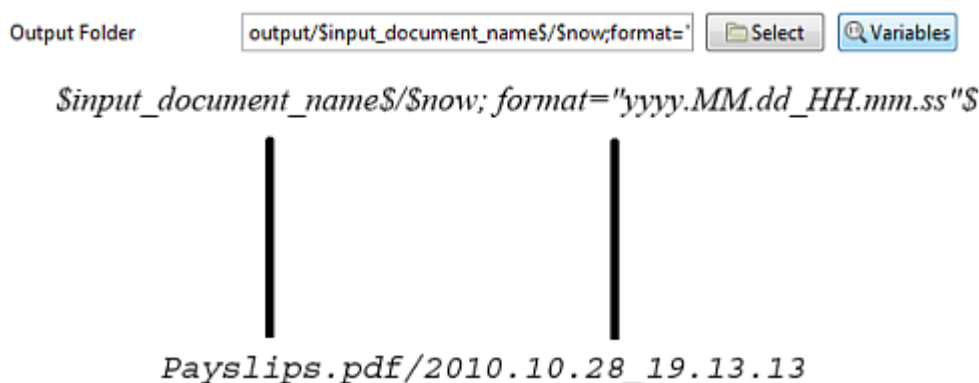 Output Folder output/$input_document_name$/$now;format=' Select Variables
$input_document_name$/$now; format="yyyy.MM.dd_HH.mm.ss"$
Payslips.pdf/2010.10.28_19.13.13